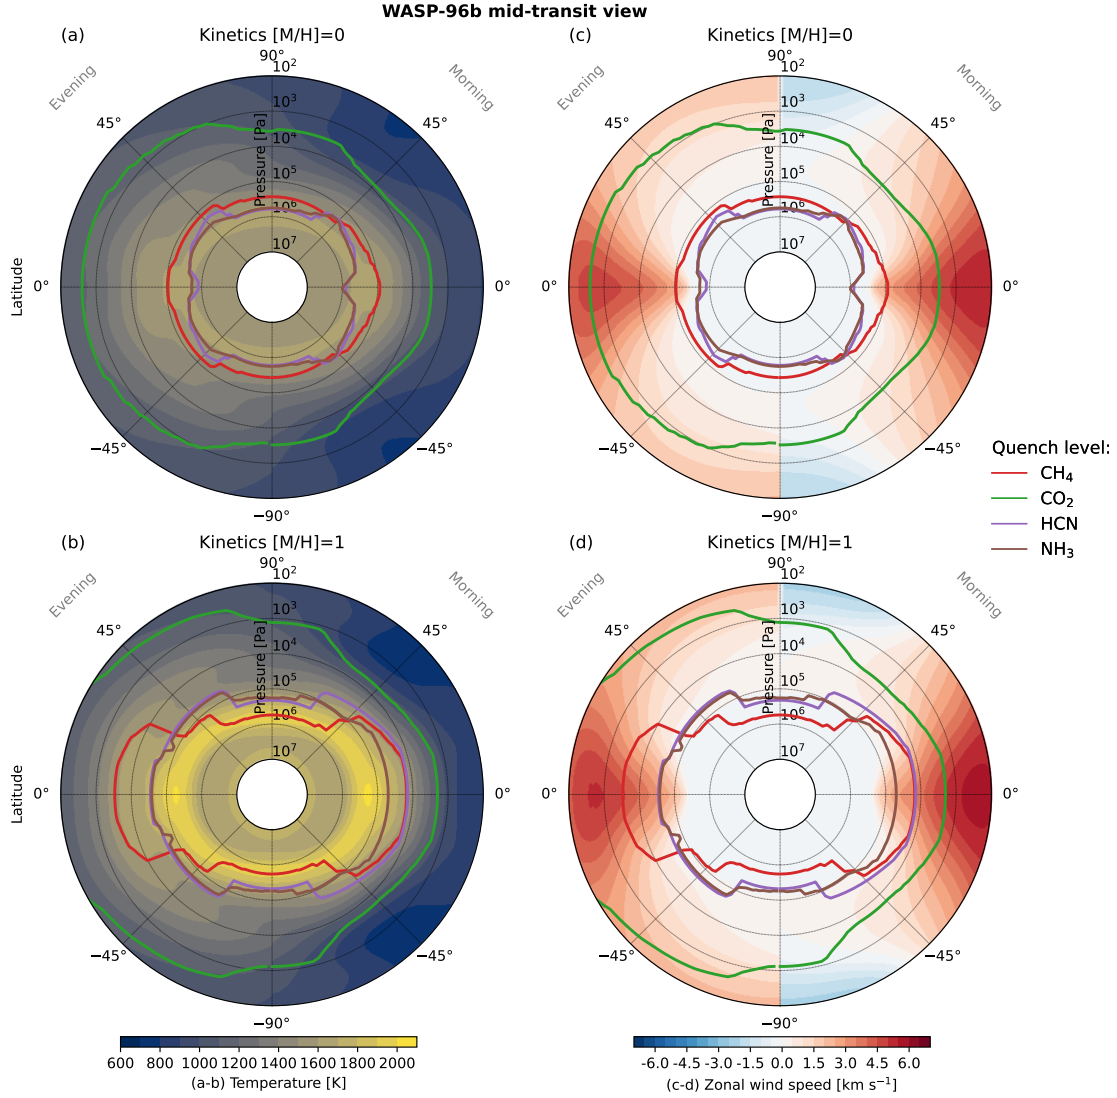 WASP-96b mid-transit view
(a)
Kinetics [M/H]=0
90°
10²
10³
10⁴
10⁵
10⁶
10⁷
Pressure [Pa]
Evening
Morning
45°
45°
0°
0°
Latitude
−45°
−45°
−90°
(c)
Kinetics [M/H]=0
90°
10²
10³
10⁴
10⁵
10⁶
10⁷
Pressure [Pa]
Evening
Morning
45°
45°
0°
0°
−45°
−45°
−90°
Quench level:
CH₄
CO₂
HCN
NH₃
(b)
Kinetics [M/H]=1
90°
10²
10³
10⁴
10⁵
10⁶
10⁷
Pressure [Pa]
Evening
Morning
45°
45°
0°
0°
Latitude
−45°
−45°
−90°
(d)
Kinetics [M/H]=1
90°
10²
10³
10⁴
10⁵
10⁶
10⁷
Pressure [Pa]
Evening
Morning
45°
45°
0°
0°
−45°
−45°
−90°
600 800 1000 1200 1400 1600 1800 2000
(a-b) Temperature [K]
-6.0 -4.5 -3.0 -1.5 0.0 1.5 3.0 4.5 6.0
(c-d) Zonal wind speed [km s⁻¹]